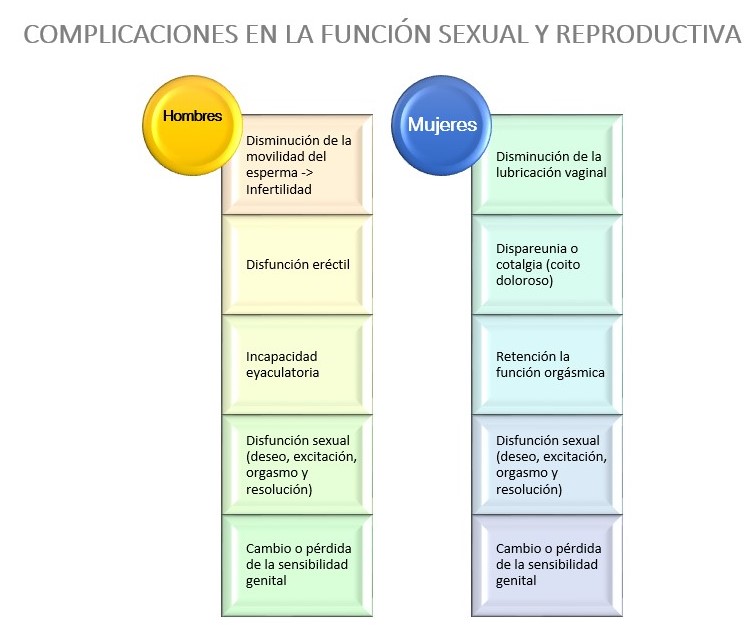 COMPLICACIONES EN LA FUNCIÓN SEXUAL Y REPRODUCTIVA
Hombres
Disminución de la
movilidad del
esperma ->
Infertilidad
Disfunción eréctil
Incapacidad
eyaculatoria
Disfunción sexual
(deseo, excitación,
orgasmo y
resolución)
Cambio o pérdida
de la sensibilidad
genital
Mujeres
Disminución de la
lubricación vaginal
Dispareunia o
cotalgia (coito
doloroso)
Retención la
función orgásmica
Disfunción sexual
(deseo, excitación,
orgasmo y
resolución)
Cambio o pérdida
de la sensibilidad
genital